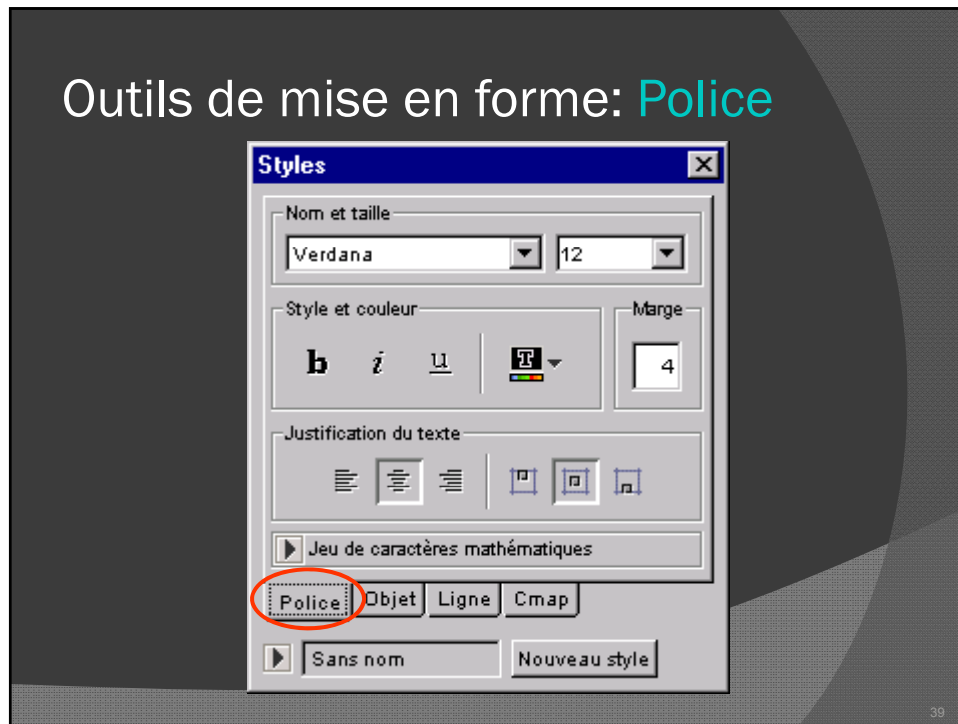 Outils de mise en forme: Police
Styles
Nom et taille
Verdana 12
Style et couleur Marge
b i u T 4
Justification du texte
Jeu de caractères mathématiques
Police Objet Ligne Cmap
Sans nom Nouveau style
39